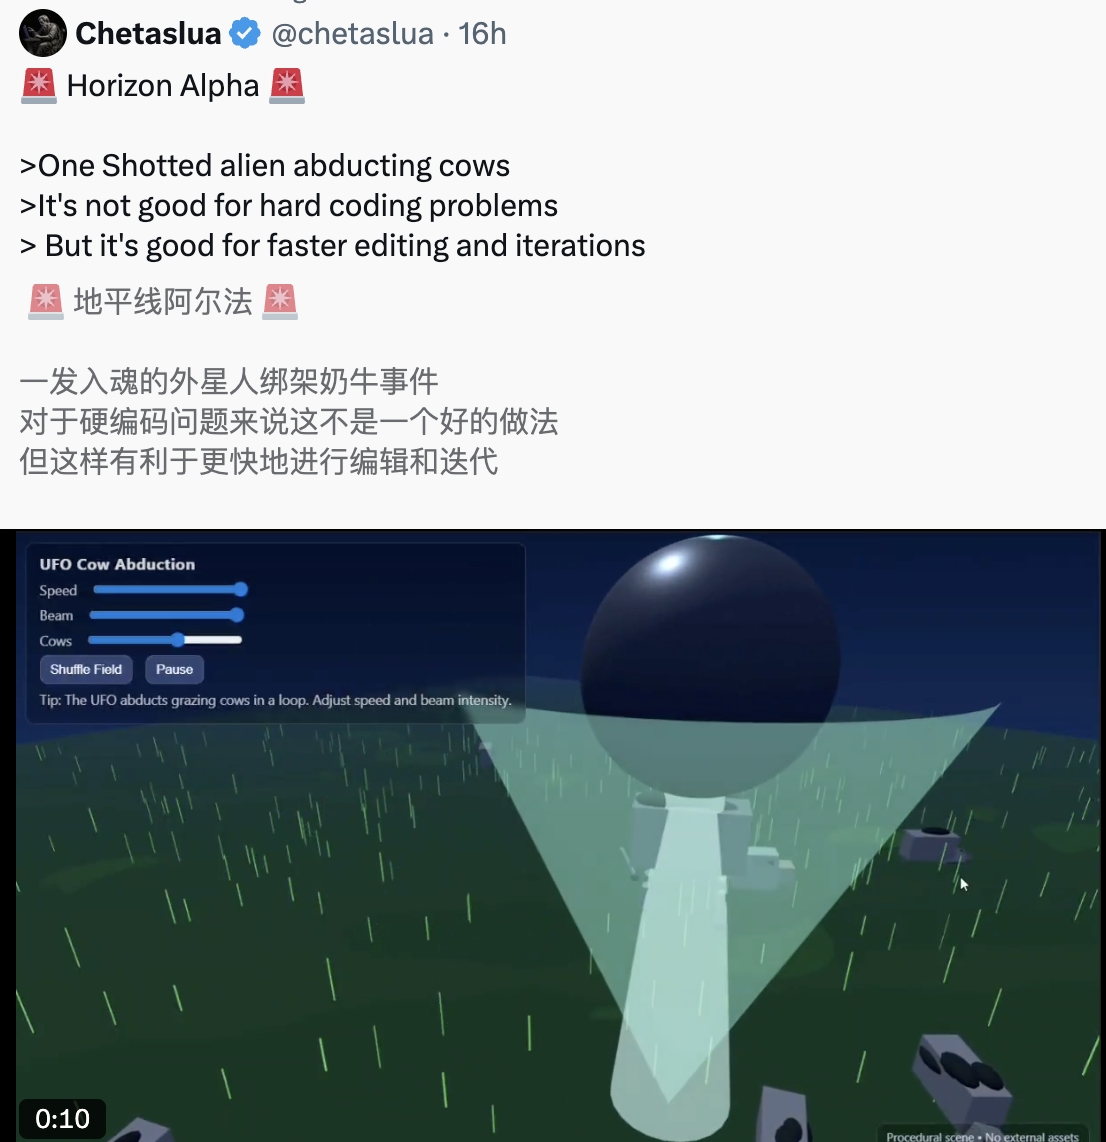 Chetaslua @chetaslua · 16h
🚨 Horizon Alpha 🚨
>One Shotted alien abducting cows
>It's not good for hard coding problems
> But it's good for faster editing and iterations
🚨 地平线阿尔法 🚨
一发入魂的外星人绑架奶牛事件
对于硬编码问题来说这不是一个好的做法
但这样有利于更快地进行编辑和迭代
UFO Cow Abduction
Speed
Beam
Cows
Shuffle Field Pause
Tip: The UFO abducts grazing cows in a loop. Adjust speed and beam intensity.
0:10
Procedural scene • No external assets